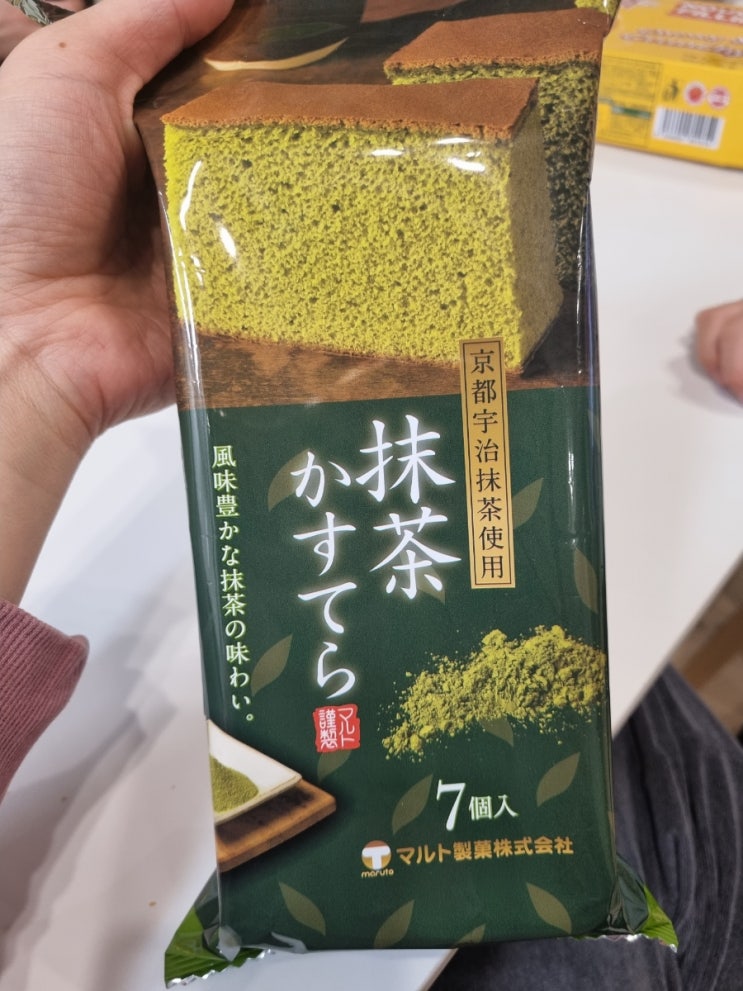 京都宇治抹茶使用
抹茶
かすてら
風味豊かな抹茶の味わい。
マルト
謹製
7個入
maruto
マルト製菓株式会社